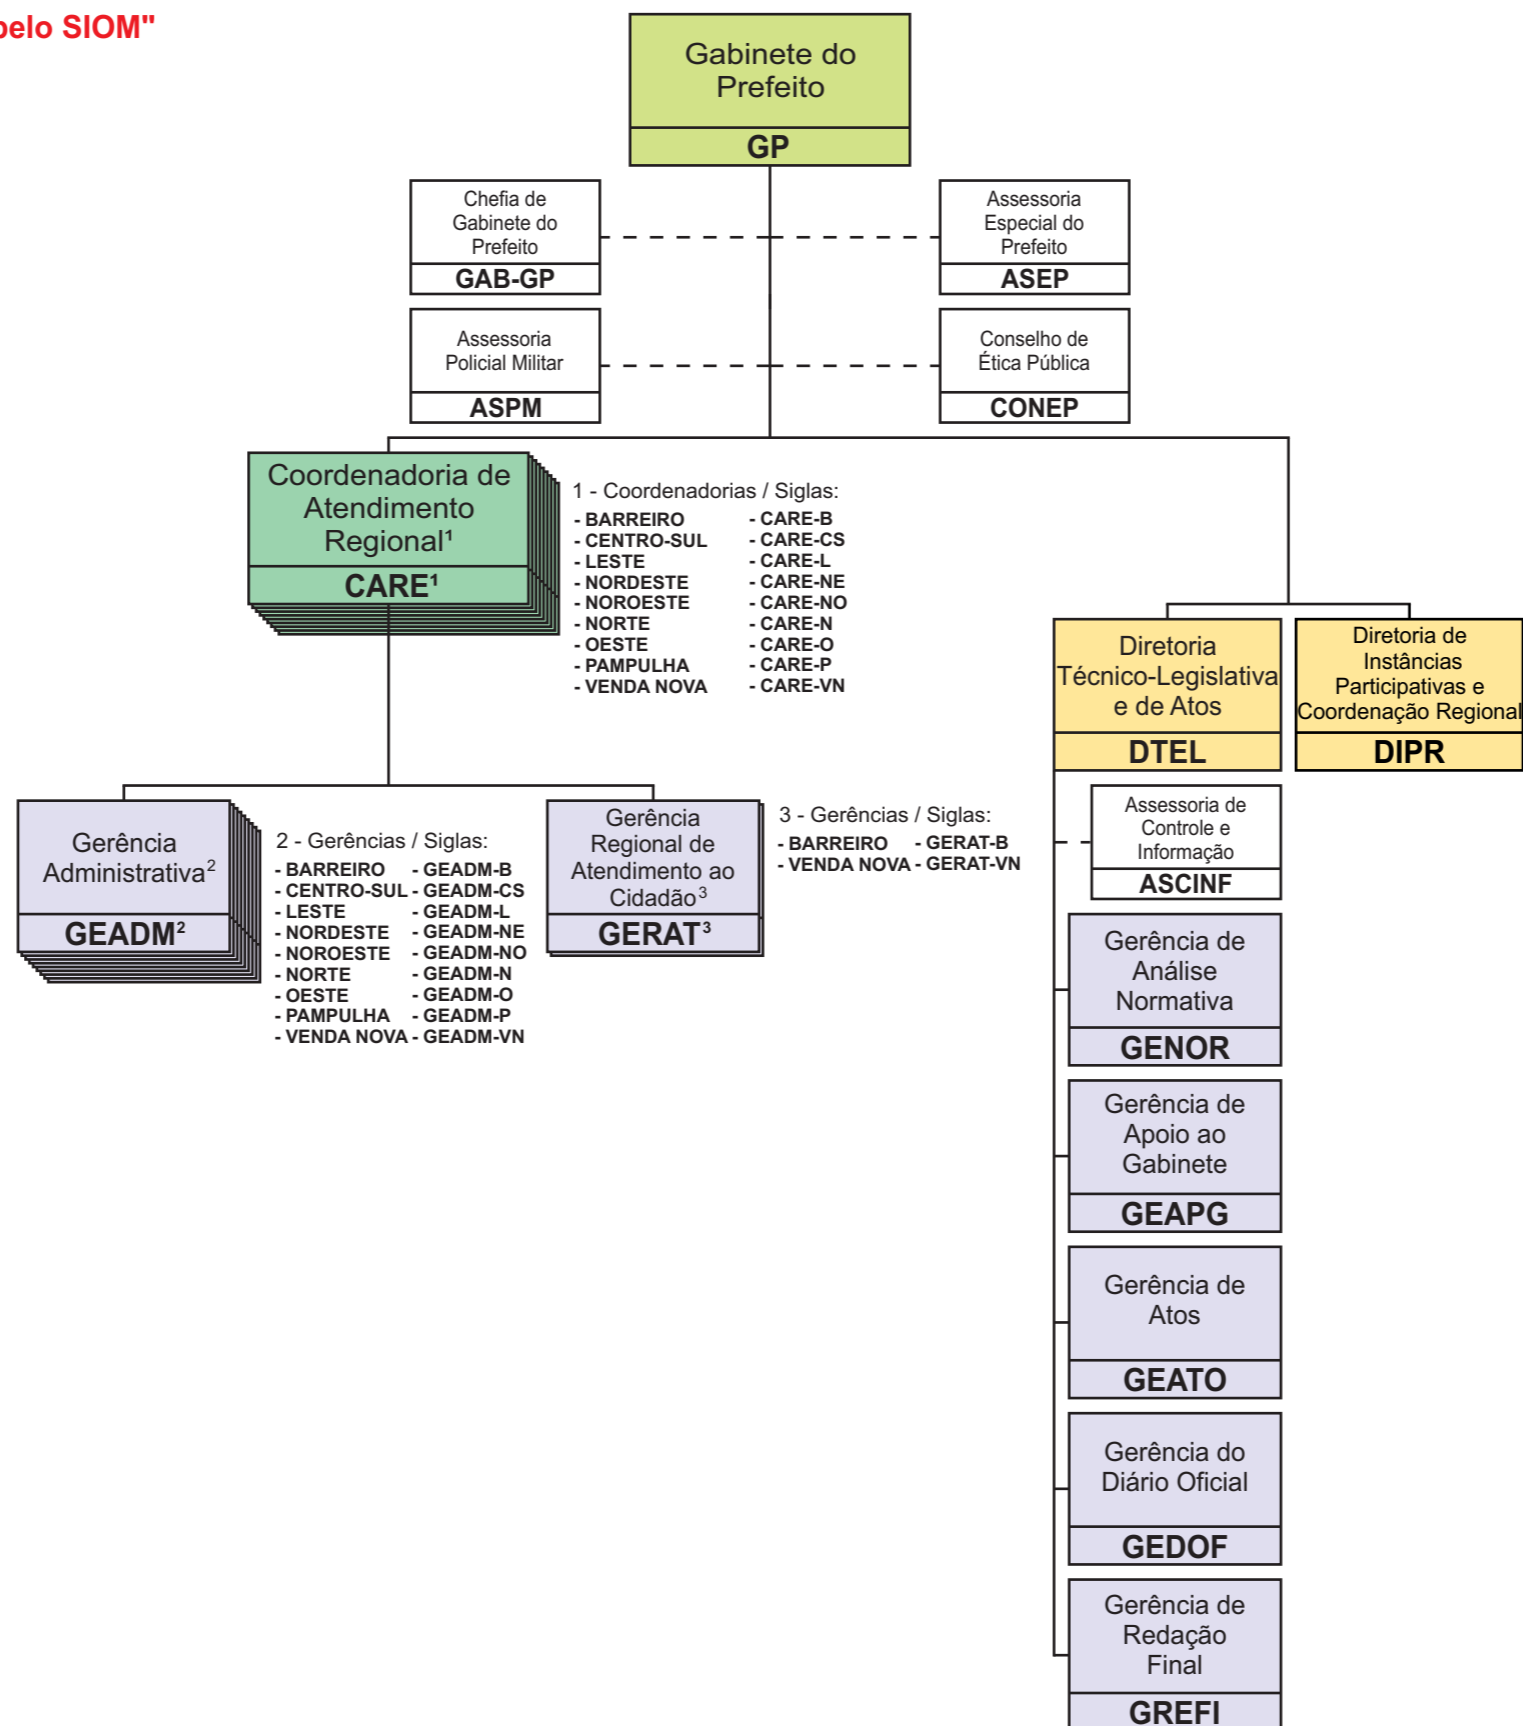 pelo SIOM"
Gabinete do
Prefeito
GP
Chefia de
Gabinete do
Prefeito
GAB-GP
Assessoria
Especial do
Prefeito
ASEP
Assessoria
Policial Militar
ASPM
Conselho de
Ética Pública
CONEP
Coordenadoria de
Atendimento
Regional¹
CARE¹
1 - Coordenadorias / Siglas:
- BARREIRO - CARE-B
- CENTRO-SUL - CARE-CS
- LESTE - CARE-L
- NORDESTE - CARE-NE
- NOROESTE - CARE-NO
- NORTE - CARE-N
- OESTE - CARE-O
- PAMPULHA - CARE-P
- VENDA NOVA - CARE-VN
Diretoria
Técnico-Legislativa
e de Atos
DTEL
Diretoria de
Instâncias
Participativas e
Coordenação Regional
DIPR
Gerência
Administrativa²
GEADM²
2 - Gerências / Siglas:
- BARREIRO - GEADM-B
- CENTRO-SUL - GEADM-CS
- LESTE - GEADM-L
- NORDESTE - GEADM-NE
- NOROESTE - GEADM-NO
- NORTE - GEADM-N
- OESTE - GEADM-O
- PAMPULHA - GEADM-P
- VENDA NOVA - GEADM-VN
Gerência
Regional de
Atendimento ao
Cidadão³
GERAT³
3 - Gerências / Siglas:
- BARREIRO - GERAT-B
- VENDA NOVA - GERAT-VN
Assessoria de
Controle e
Informação
ASCINF
Gerência de
Análise
Normativa
GENOR
Gerência de
Apoio ao
Gabinete
GEAPG
Gerência de
Atos
GEATO
Gerência do
Diário Oficial
GEDOF
Gerência de
Redação
Final
GREFI